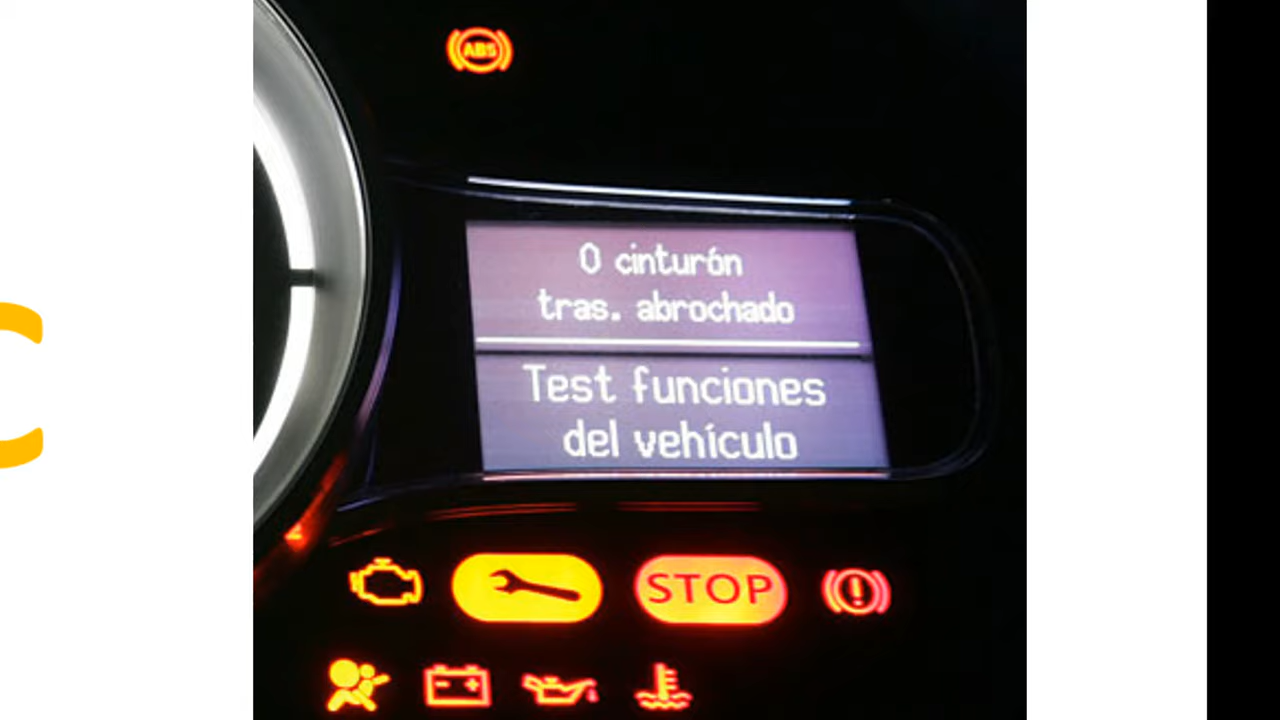 ABS
0 cinturón
tras. abrochado
Test funciones
del vehículo
STOP